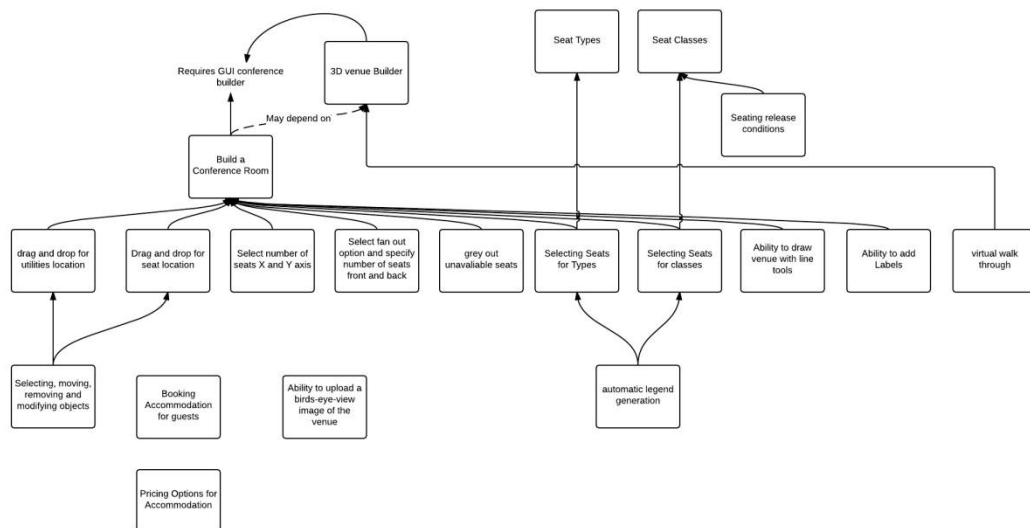 Seat Types
Seat Classes
Requires GUI conference
builder
3D venue Builder
Seating release
conditions
May depend on
Build a
Conference Room
drag and drop for
utilities location
Drag and drop for
seat location
Select number of
seats X and Y axis
Select fan out
option and specify
number of seats
front and back
grey out
unavaliable seats
Selecting Seats
for Types
Selecting Seats
for classes
Ability to draw
venue with line
tools
Ability to add
Labels
virtual walk
through
Selecting, moving,
removing and
modifying objects
Booking
Accommodation
for guests
Ability to upload a
birds-eye-view
image of the
venue
automatic legend
generation
Pricing Options for
Accommodation